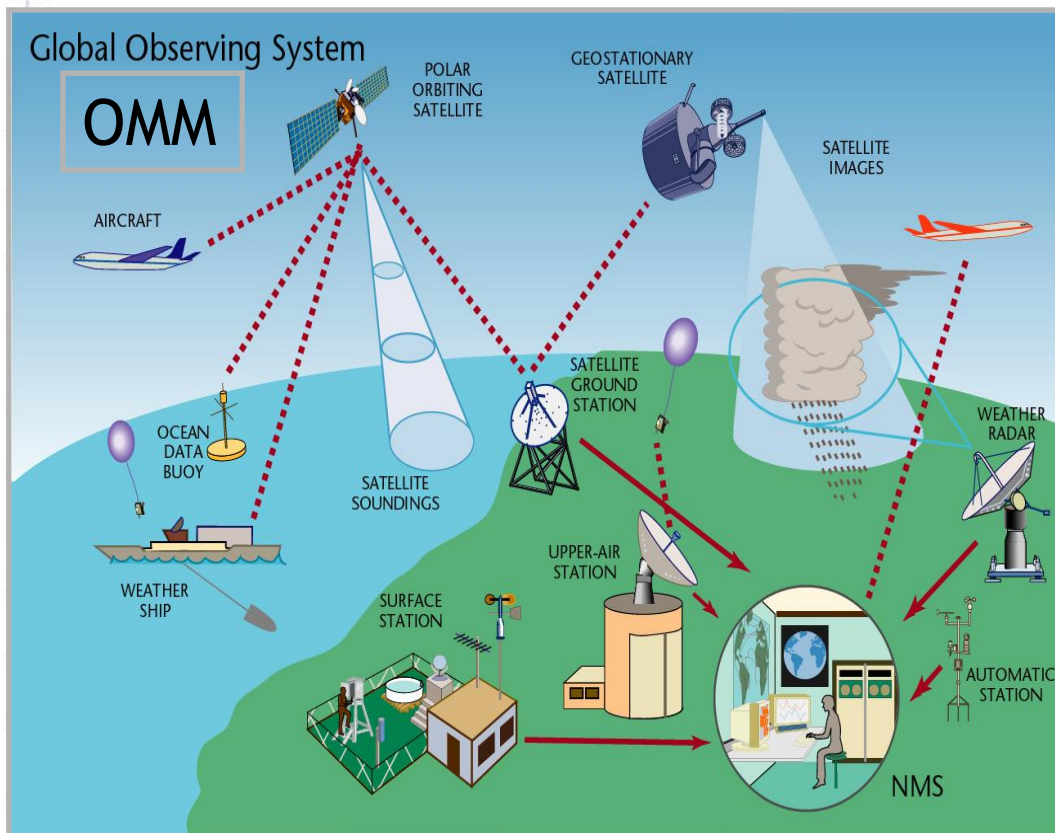 Global Observing System
OMM
POLAR
ORBITING
SATELLITE
GEOSTATIONARY
SATELLITE
SATELLITE
IMAGES
AIRCRAFT
OCEAN
DATA
BUOY
SATELLITE
SOUNDINGS
SATELLITE
GROUND
STATION
WEATHER
RADAR
WEATHER
SHIP
UPPER-AIR
STATION
SURFACE
STATION
AUTOMATIC
STATION
NMS